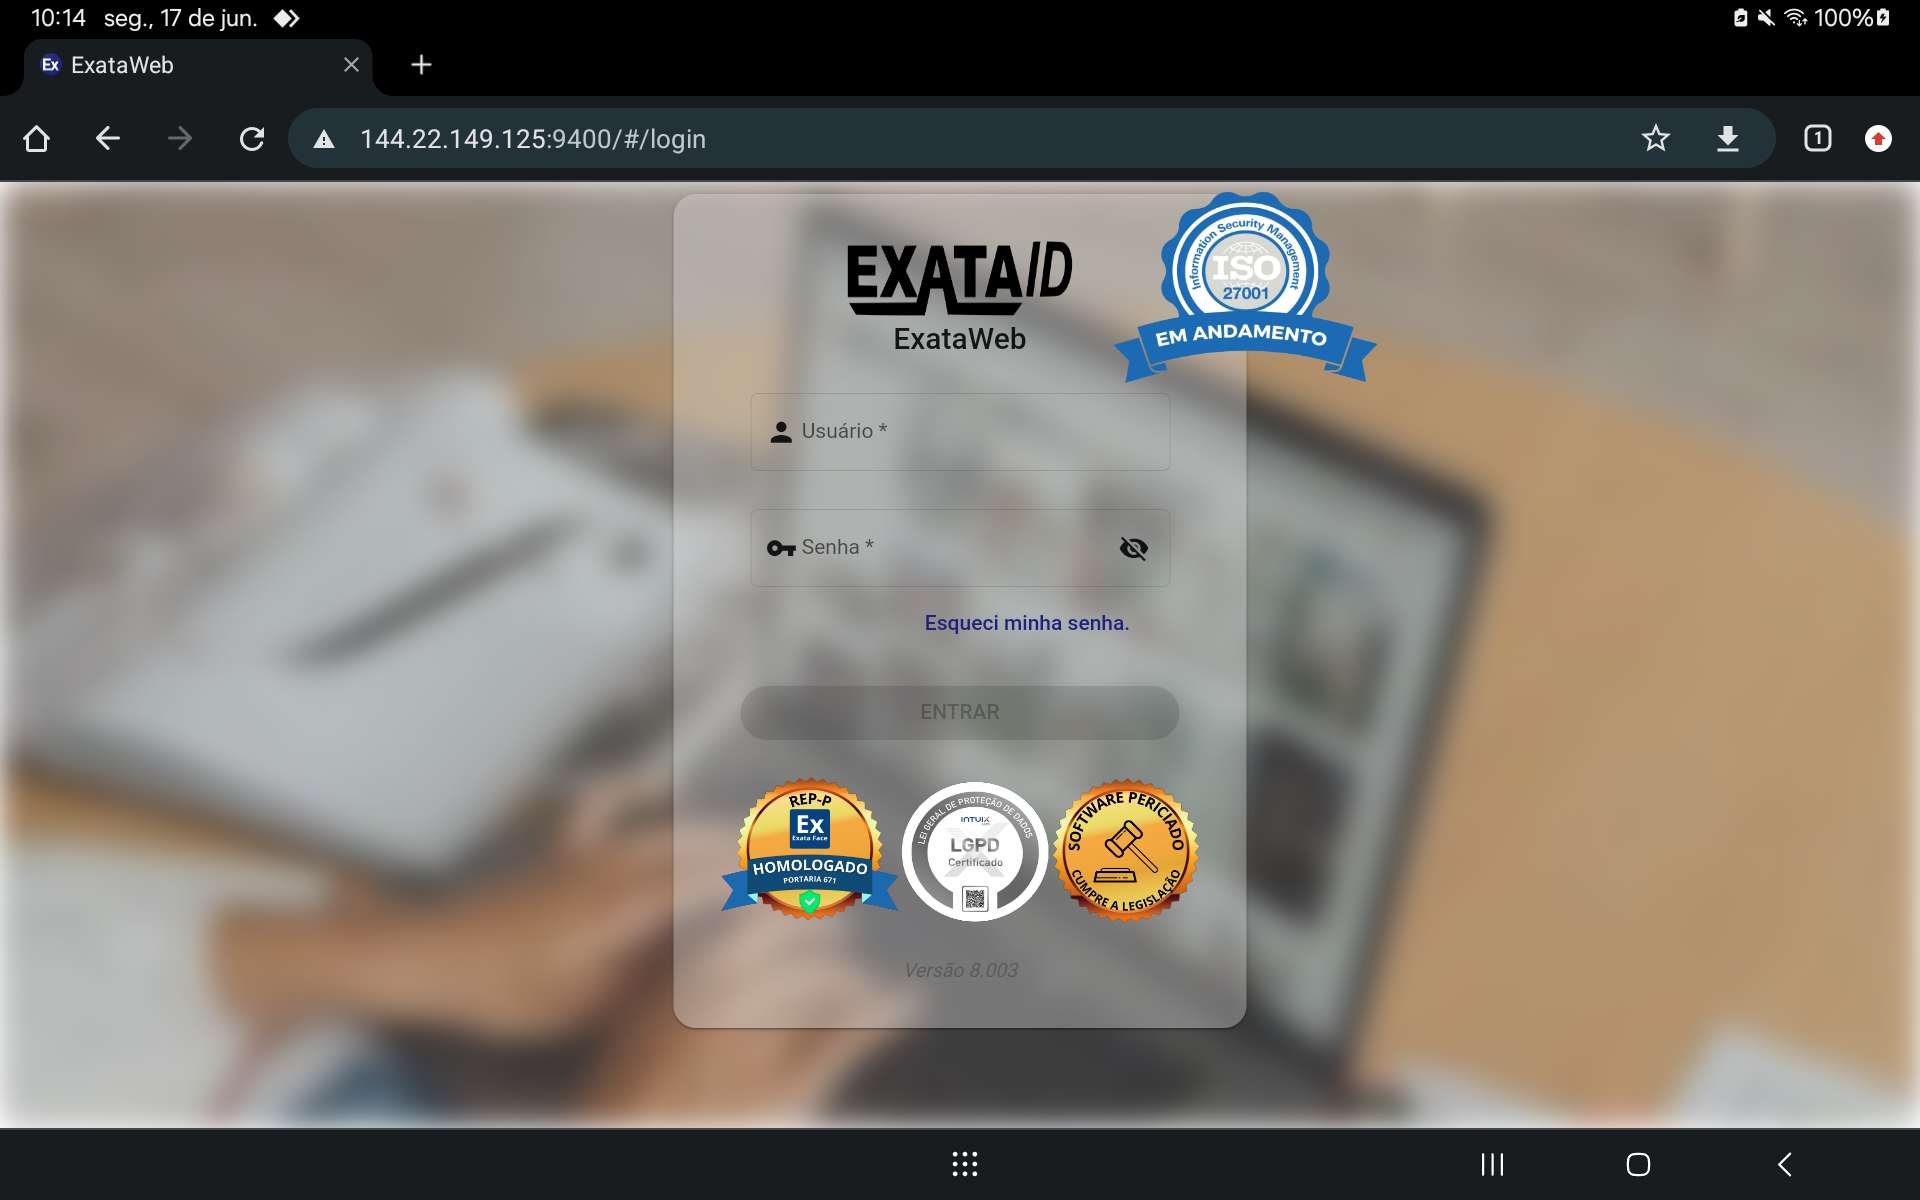 10:14 seg., 17 de jun.
100%
Ex ExataWeb
144.22.149.125:9400/#/login
1
EXATAID
ExataWeb
Information Security Management
ISO
27001
EM ANDAMENTO
Usuário *
Senha *
Esqueci minha senha.
ENTRAR
REP-P
Ex
Exata Face
HOMOLOGADO
PORTARIA 671
LEI GERAL DE PROTEÇÃO DE DADOS
INTUIX
LGPD
Certificado
SOFTWARE PERICIADO
CUMPRE A LEGISLAÇÃO
Versão 8.003